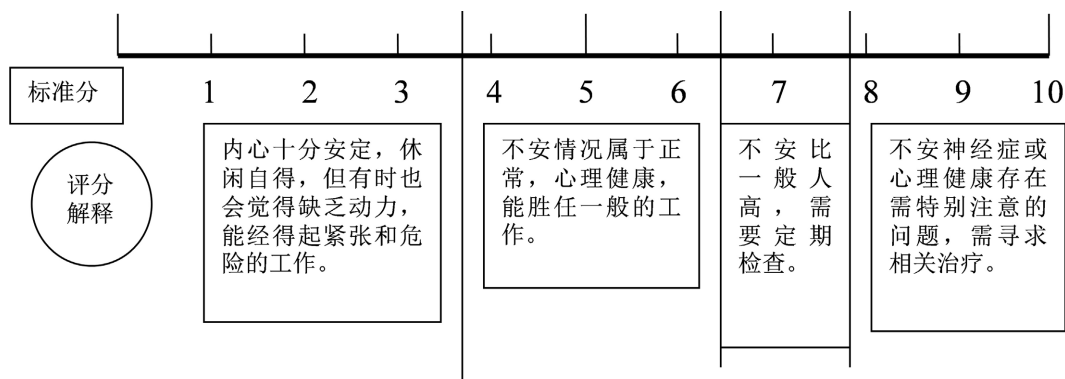 标准分
1 2 3 4 5 6 7 8 9 10
评分
解释
内心十分安定，休
闲自得，但有时也
会觉得缺乏动力，
能经得起紧张和危
险的工作。
不安情况属于正
常，心理健康，
能胜任一般的工
作。
不安比
一般人
高，需
要定期
检查。
不安神经症或
心理健康存在
需特别注意的
问题，需寻求
相关治疗。